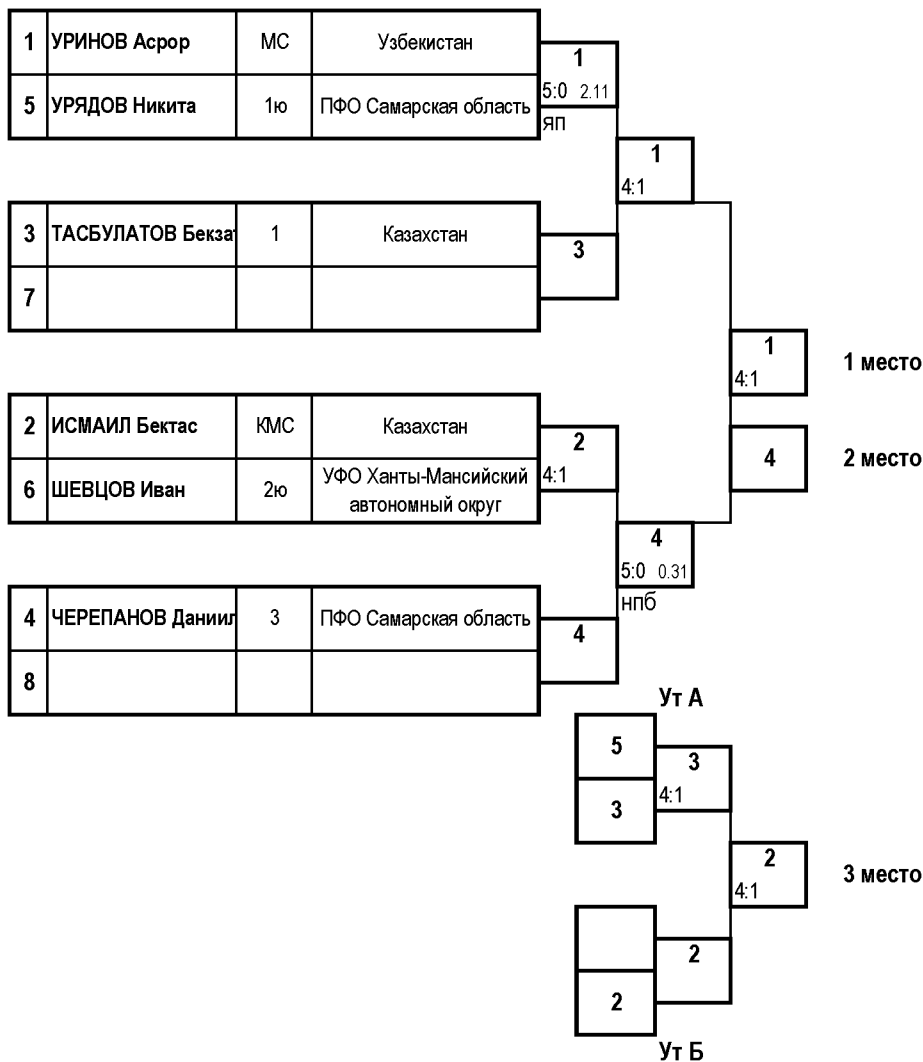 1 УРИНОВ Асрор МС Узбекистан
1
5:0 2.11
5 УРЯДОВ Никита 1ю ПФО Самарская область
яп
1
4:1
3 ТАСБУЛАТОВ Бекзат 1 Казахстан
3
7
1
4:1
1 место
2 ИСМАИЛ Бектас КМС Казахстан
2
4:1
4
2 место
6 ШЕВЦОВ Иван 2ю УФО Ханты-Мансийский
автономный округ
4
5:0 0.31
нпб
4 ЧЕРЕПАНОВ Даниил 3 ПФО Самарская область
4
8
Ут А
5
3
4:1
3
2
4:1
3 место
2
2
Ут Б